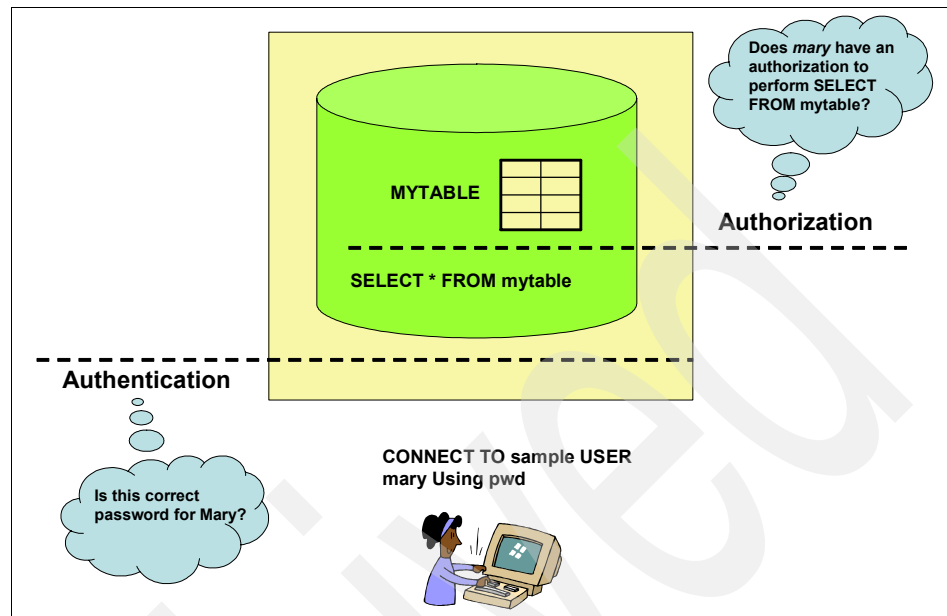 Does mary have an
authorization to
perform SELECT
FROM mytable?
MYTABLE
Authorization
SELECT * FROM mytable
Authentication
CONNECT TO sample USER
mary Using pwd
Is this correct
password for Mary?